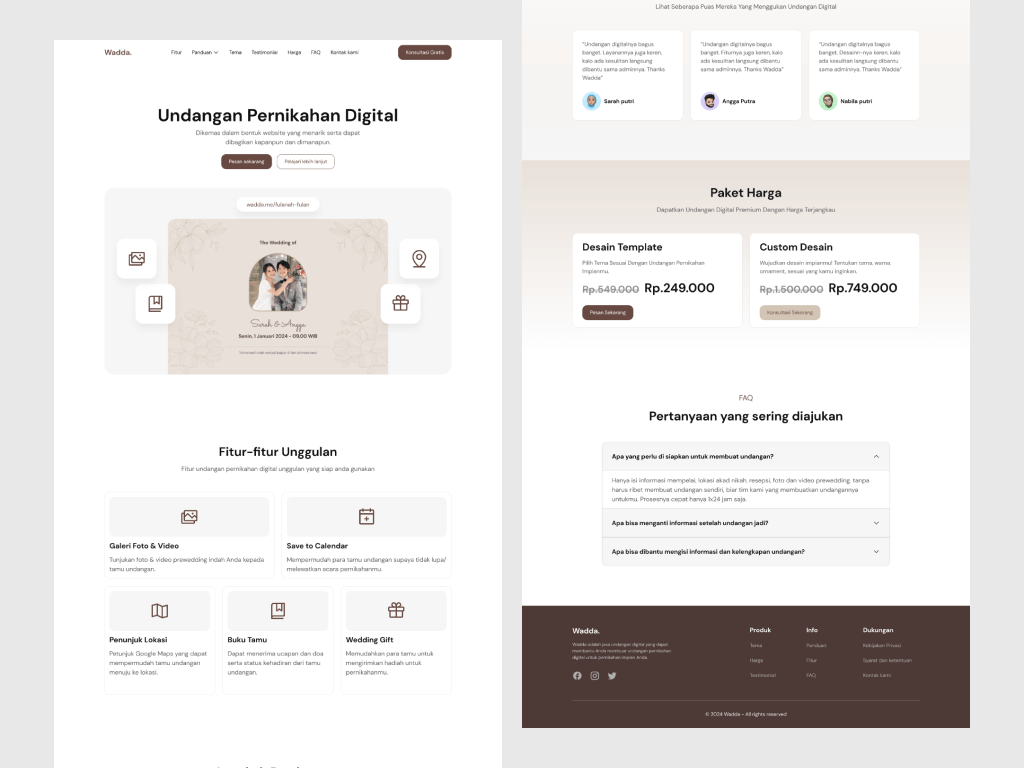 Wadda.
Fitur
Panduan
Tema
Testimonial
Harga
FAQ
Kontak kami
Konsultasi Gratis
Undangan Pernikahan Digital
Dikemas dalam bentuk website yang menarik serta dapat
dibagikan kapanpun dan dimanapun.
Pesan sekarang
Pelajari lebih lanjut
wadda.me/fulanah-fulan
The Wedding of
Sarah & Angga
Senin, 1 Januari 2024 - 09.00 WIB
Fitur-fitur Unggulan
Fitur undangan pernikahan digital unggulan yang siap anda gunakan
Galeri Foto & Video
Tunjukan foto & video prewedding indah Anda kepada
tamu undangan.
Save to Calendar
Mempermudah para tamu undangan supaya tidak lupa/
melewatkan acara pernikahanmu.
Penunjuk Lokasi
Petunjuk Google Maps yang dapat
mempermudah tamu undangan
menuju ke lokasi.
Buku Tamu
Dapat menerima ucapan dan doa
serta status kehadiran dari tamu
undangan.
Wedding Gift
Memudahkan para tamu untuk
mengirimkan hadiah untuk
pernikahanmu.
Lihat Seberapa Puas Mereka Yang Menggukan Undangan Digital
"Undangan digitalnya bagus
banget. Layanannya juga keren,
kalo ada kesulitan langsung
dibantu sama adminnya. Thanks
Wadda"
Sarah putri
"Undangan digitalnya bagus
banget. Fiturnya juga keren, kalo
ada kesulitan langsung dibantu
sama adminnya. Thanks Wadda"
Angga Putra
"Undangan digitalnya bagus
banget. Desainn-nya keren, kalo
ada kesulitan langsung dibantu
sama adminnya. Thanks Wadda"
Nabila putri
Paket Harga
Dapatkan Undangan Digital Premium Dengan Harga Terjangkau
Desain Template
Pilih Tema Sesuai Dengan Undangan Pernikahan
Impianmu.
Rp.549.000 Rp.249.000
Pesan Sekarang
Custom Desain
Wujudkan desain impianmu! Tentukan tama, warna,
ornament, sesuai yang kamu inginkan.
Rp.1.500.000 Rp.749.000
Konsultasi Sekarang
FAQ
Pertanyaan yang sering diajukan
Apa yang perlu di siapkan untuk membuat undangan?
Hanya isi informasi mempelai, lokasi akad nikah, resepsi, foto dan video prewedding, tanpa
harus ribet membuat undangan sendiri, biar tim kami yang membuatkan undangannya
untukmu. Prosesnya cepat hanya 1x24 jam saja.
Apa bisa menganti informasi setelah undangan jadi?
Apa bisa dibantu mengisi informasi dan kelengkapan undangan?
Wadda.
Wadda adalah jasa undangan digital yang dapat
membantu Anda membuat undangan pernikahan
digital untuk pernikahan impian Anda.
Produk
Tema
Harga
Testimonial
Info
Panduan
Fitur
FAQ
Dukungan
Kebijakan Privasi
Syarat dan ketentuan
Kontak kami
© 2024 Wadda - All rights reserved